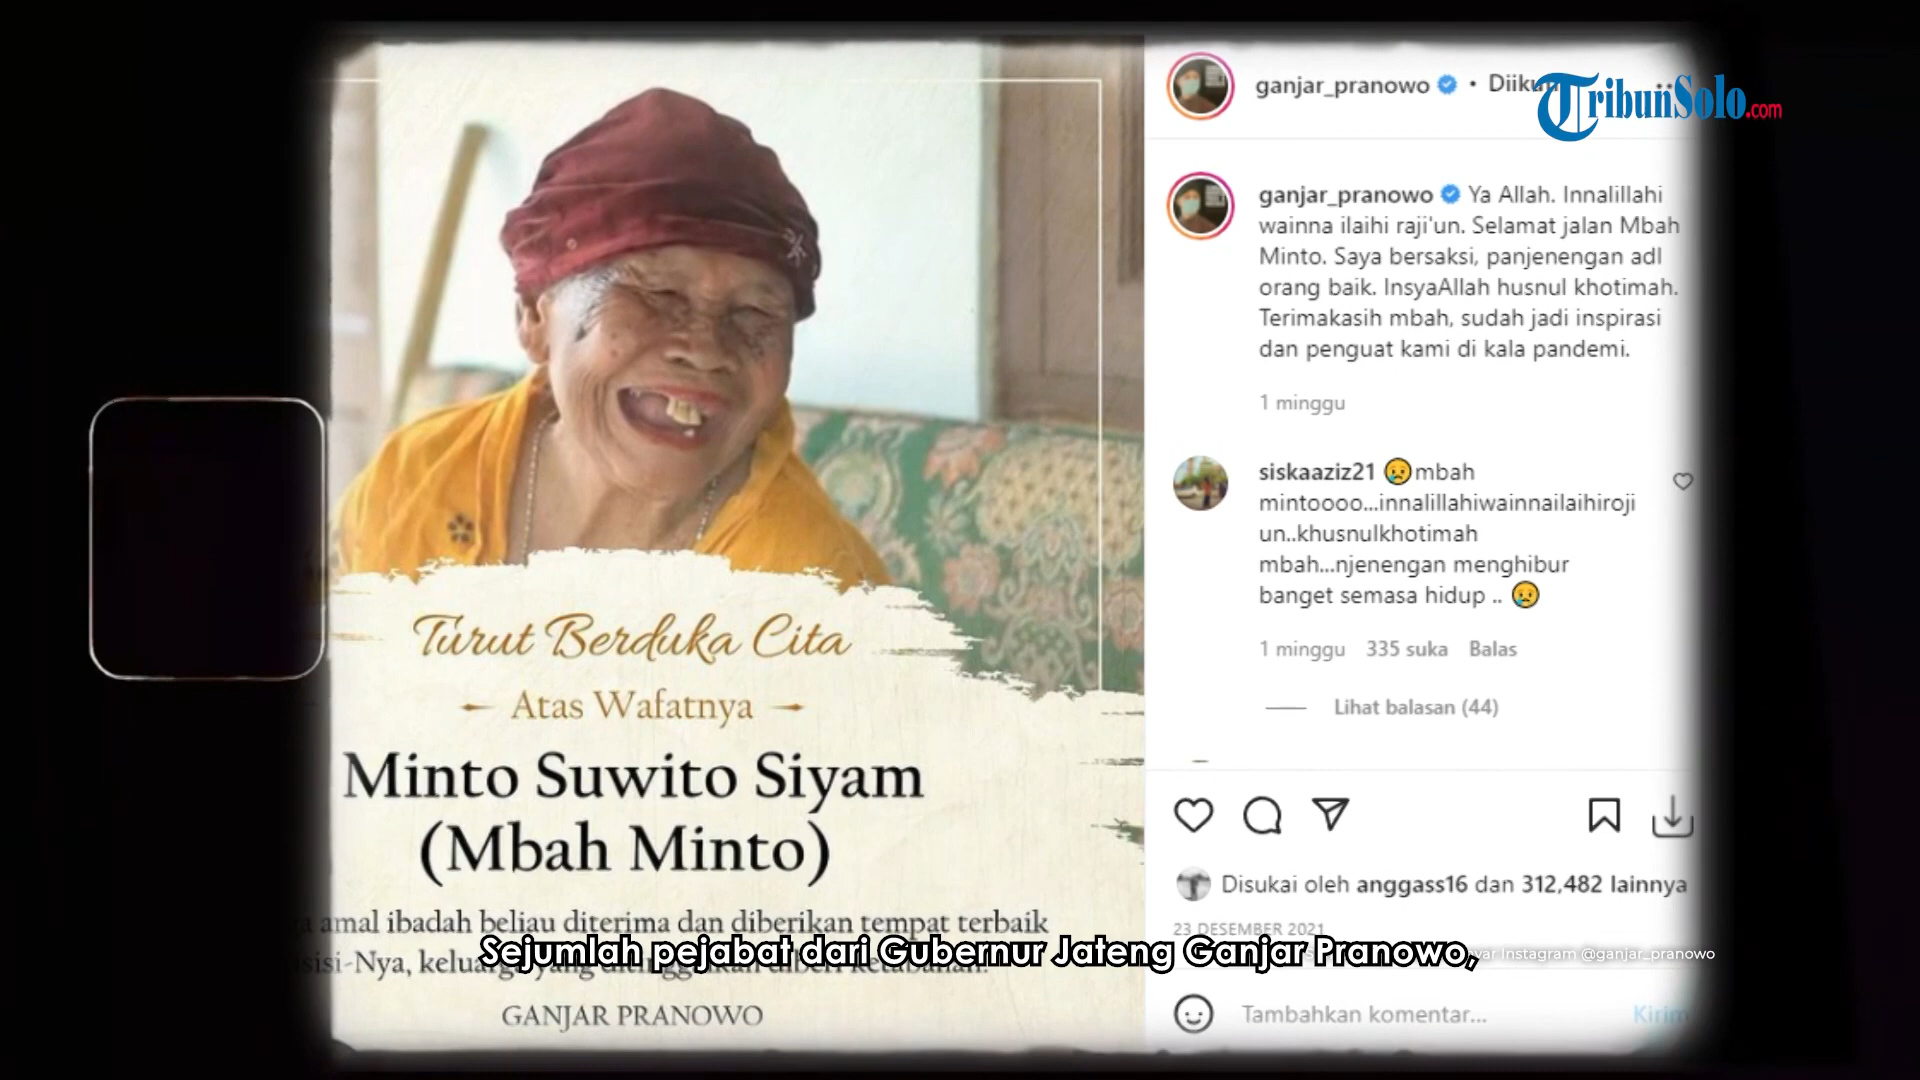 Turut Berduka Cita
Atas Wafatnya
Minto Suwito Siyam
(Mbah Minto)
amal ibadah beliau diterima dan diberikan tempat terbaik
sisi-Nya,
GANJAR PRANOWO
ganjar_pranowo •
TribunSolo.com
ganjar_pranowo Ya Allah. Innalillahi
wainna ilaihi raji'un. Selamat jalan Mbah
Minto. Saya bersaksi, panjenengan adl
orang baik. InsyaAllah husnul khotimah.
Terimakasih mbah, sudah jadi inspirasi
dan penguat kami di kala pandemi.
1 minggu
siskaaziz21 😢mbah
mintoooo...innalillahiwainnailaihiroji
un..khusnulkhotimah
mbah...njenengan menghibur
banget semasa hidup .. 😢
1 minggu 335 suka Balas
Lihat balasan (44)
Disukai oleh anggass16 dan 312,482 lainnya
23 DESEMBER 2021
Instagram @ganjar_pranowo
Tambahkan komentar...
Kirim
Sejumlah pejabat dari Gubernur Jateng Ganjar Pranowo,